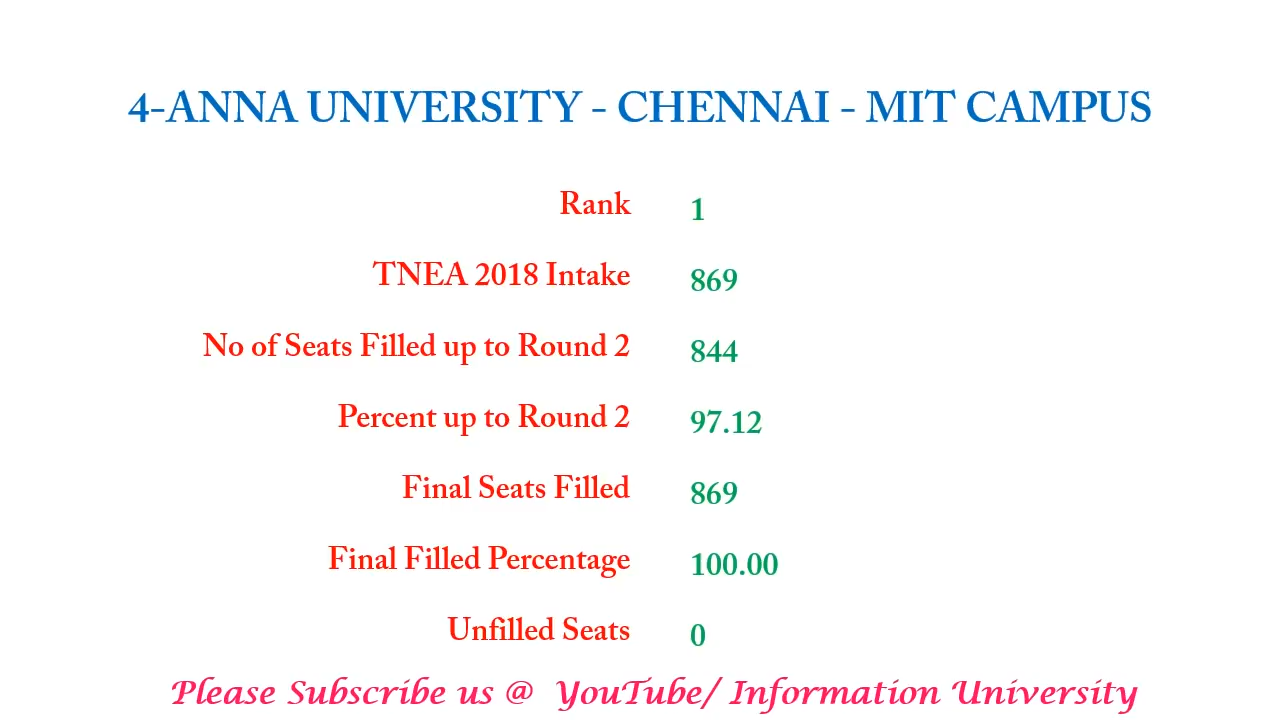 4-ANNA UNIVERSITY - CHENNAI - MIT CAMPUS
Rank 1
TNEA 2018 Intake 869
No of Seats Filled up to Round 2 844
Percent up to Round 2 97.12
Final Seats Filled 869
Final Filled Percentage 100.00
Unfilled Seats 0
Please Subscribe us @ YouTube/ Information University